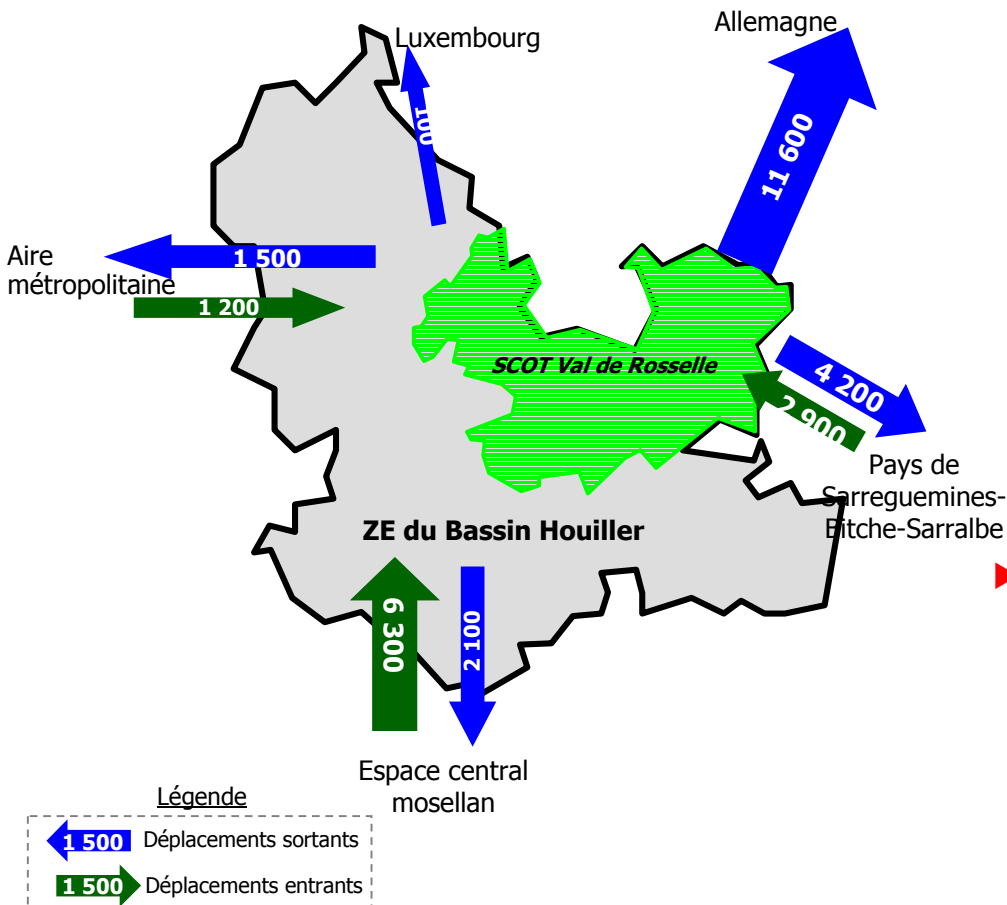 Allemagne
Luxembourg
100
11 600
Aire
métropolitaine
1 500
1 200
SCOT Val de Rosselle
4 200
2 900
Pays de
Sarreguemines-
Bitche-Sarralbe
ZE du Bassin Houiller
6 300
2 100
Espace central
mosellan
Légende
1 500 Déplacements sortants
1 500 Déplacements entrants